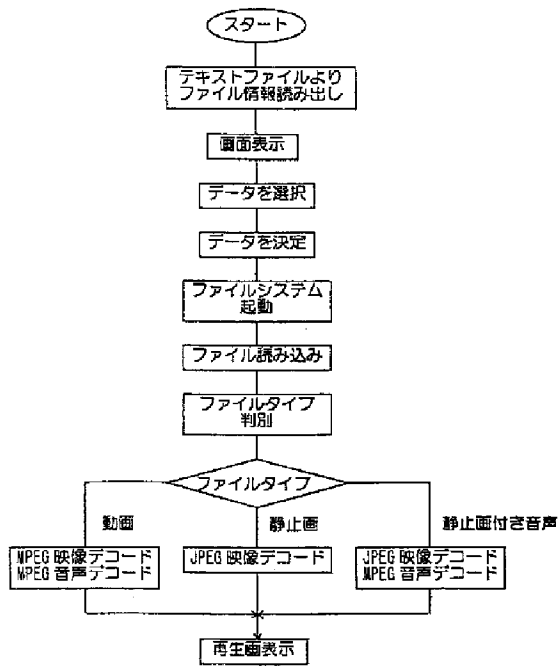 スタート
テキストファイルより
ファイル情報読み出し
画面表示
データを選択
データを決定
ファイルシステム
起動
ファイル読み込み
ファイルタイプ
判別
ファイルタイプ
動画
静止画
静止画付き音声
MPEG 映像デコード
MPEG 音声デコード
JPEG 映像デコード
JPEG 映像デコード
MPEG 音声デコード
再生画表示